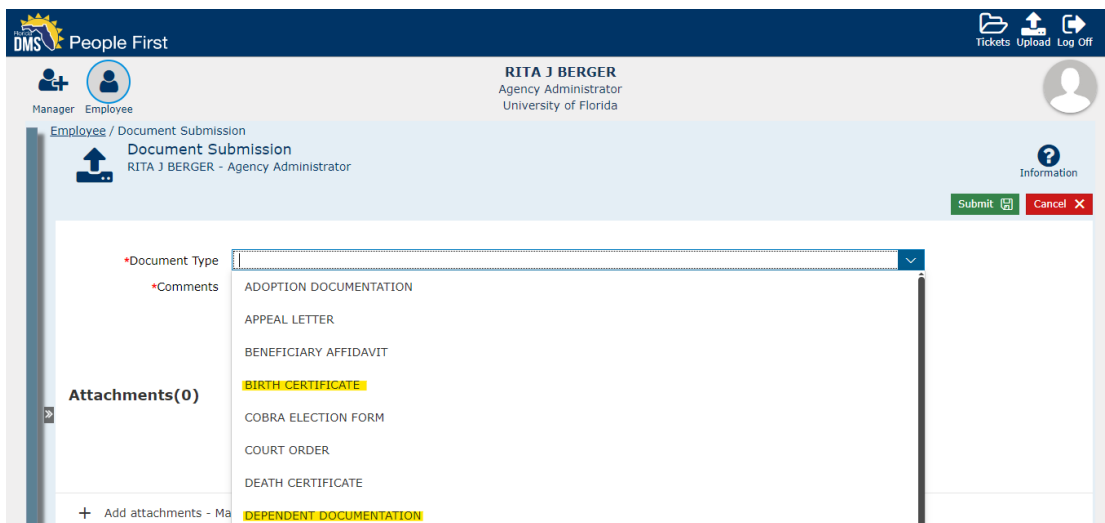 Florida
DMS People First
Tickets Upload Log Off
Manager Employee
RITA J BERGER
Agency Administrator
University of Florida
Employee / Document Submission
Document Submission
RITA J BERGER - Agency Administrator
Information
Submit Cancel X
*Document Type
*Comments
ADOPTION DOCUMENTATION
APPEAL LETTER
BENEFICIARY AFFIDAVIT
BIRTH CERTIFICATE
Attachments(0)
COBRA ELECTION FORM
COURT ORDER
DEATH CERTIFICATE
+ Add attachments - Ma
DEPENDENT DOCUMENTATION